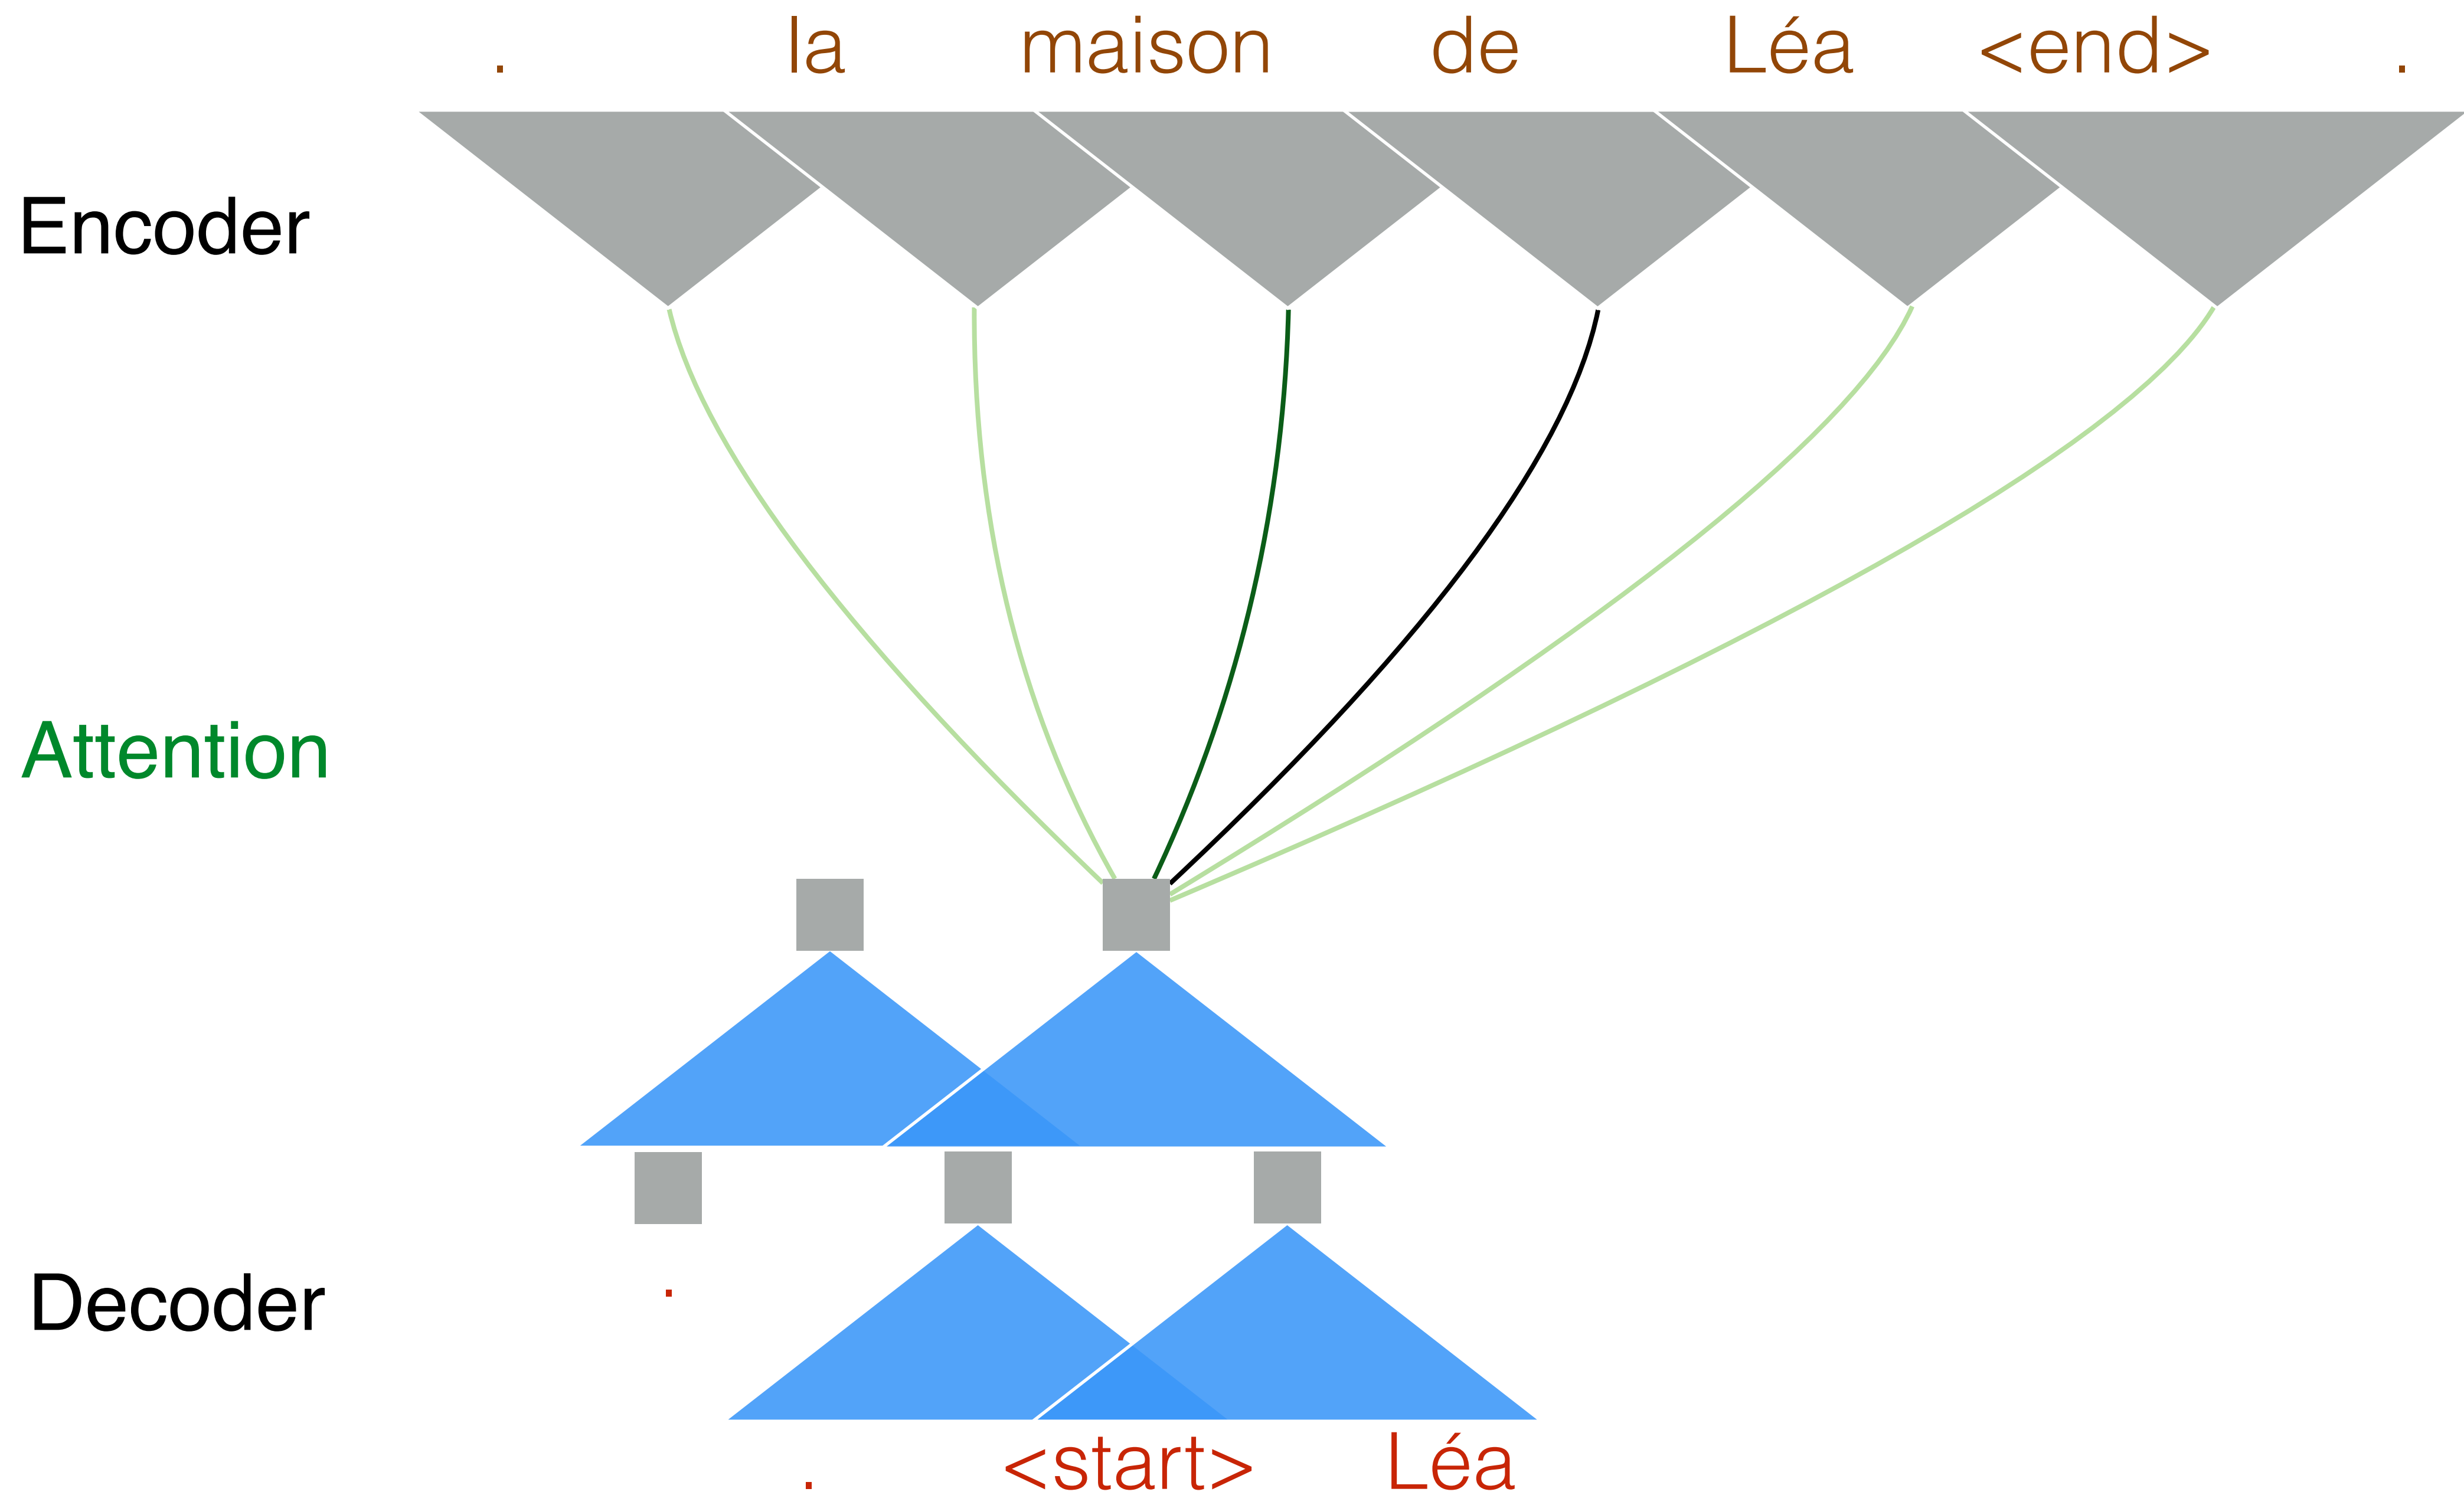 . la maison de Léa <end> .
Encoder
Attention
Decoder
.
. <start> Léa